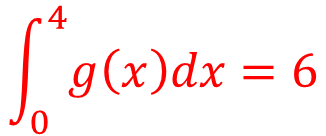 ∫₀⁴ g(x)dx = 6